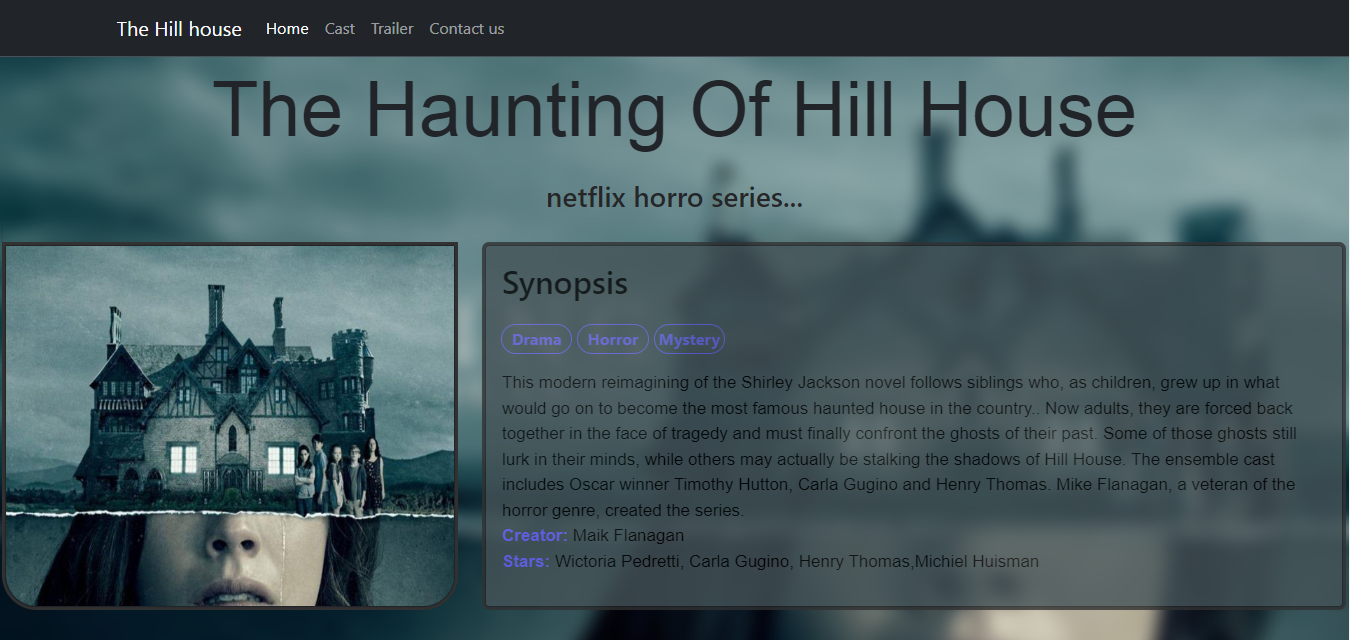 The Hill house Home Cast Trailer Contact us
The Haunting Of Hill House
netflix horro series...
Synopsis
Drama Horror Mystery
This modern reimagining of the Shirley Jackson novel follows siblings who, as children, grew up in what
would go on to become the most famous haunted house in the country.. Now adults, they are forced back
together in the face of tragedy and must finally confront the ghosts of their past. Some of those ghosts still
lurk in their minds, while others may actually be stalking the shadows of Hill House. The ensemble cast
includes Oscar winner Timothy Hutton, Carla Gugino and Henry Thomas. Mike Flanagan, a veteran of the
horror genre, created the series.
Creator: Maik Flanagan
Stars: Wictoria Pedretti, Carla Gugino, Henry Thomas,Michiel Huisman